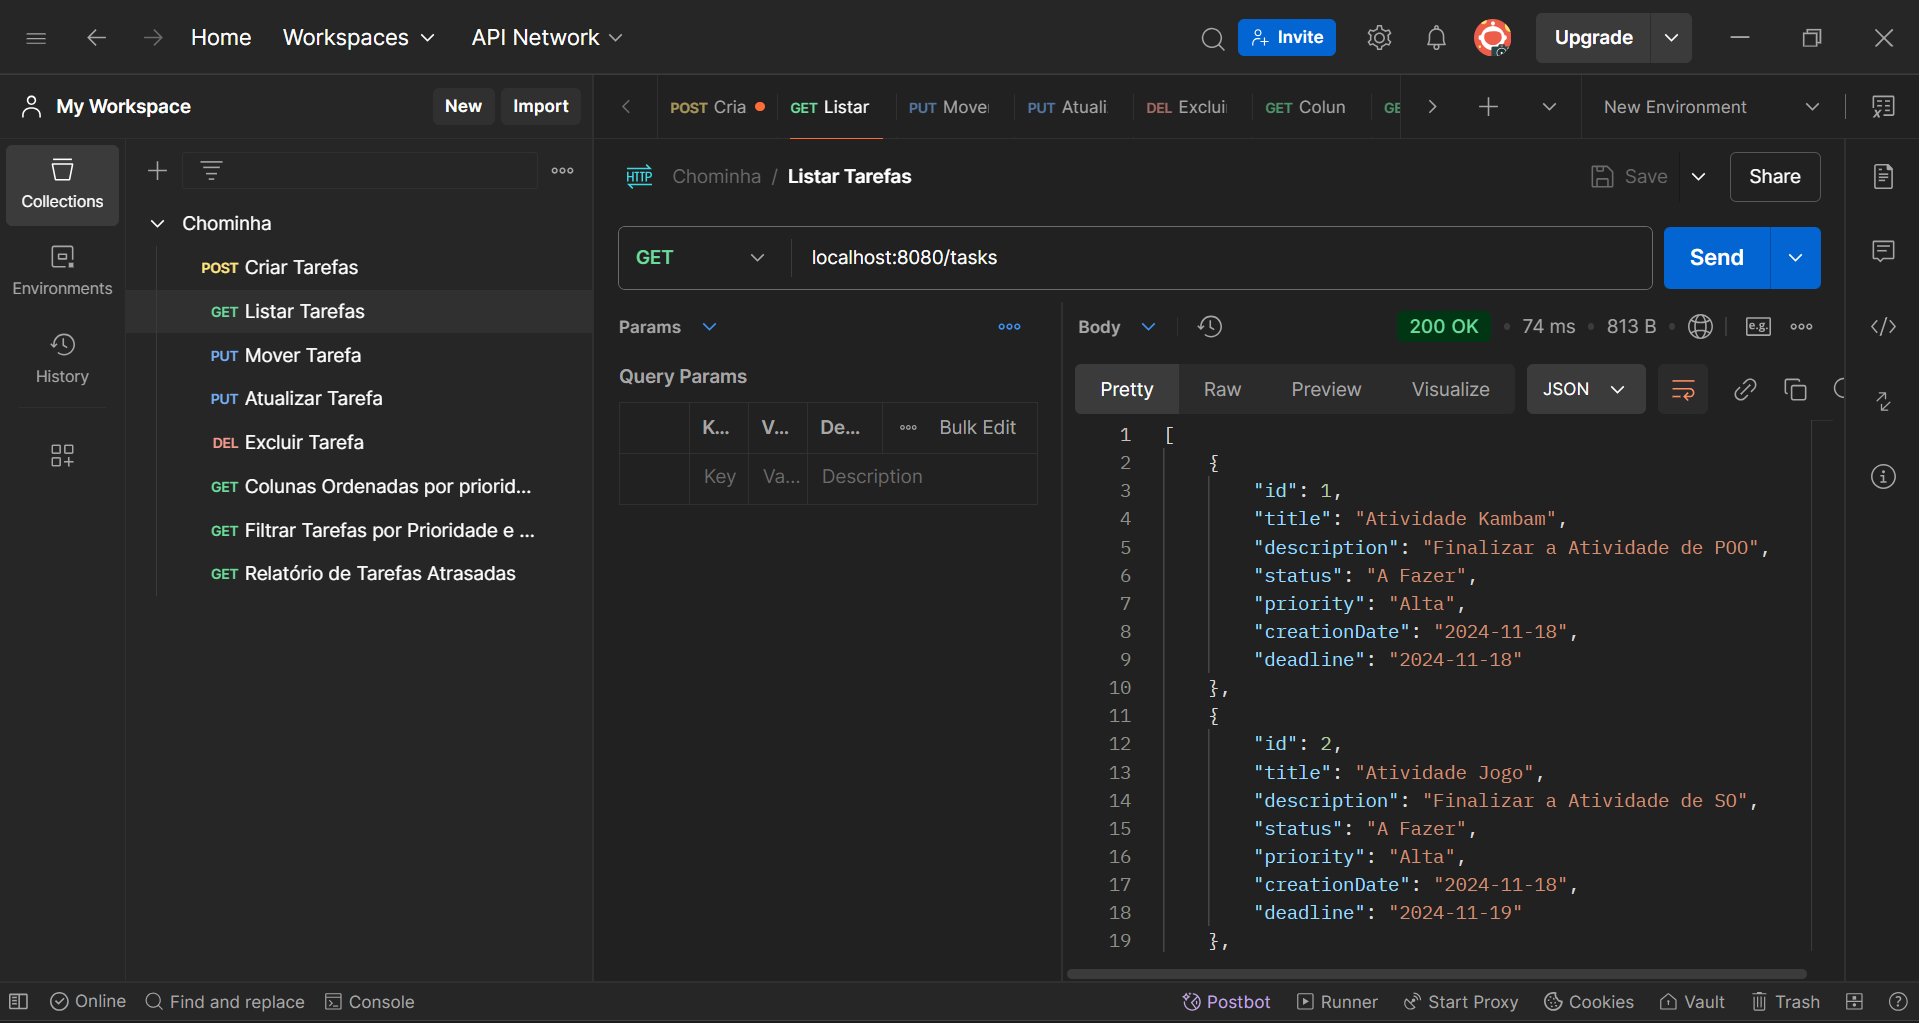 Home Workspaces API Network Invite Upgrade
My Workspace New Import
POST Cria GET Listar PUT Move PUT Atuali DEL Exclui GET Colun GE New Environment
Collections
Environments
History
Chominha
POST Criar Tarefas
GET Listar Tarefas
PUT Mover Tarefa
PUT Atualizar Tarefa
DEL Excluir Tarefa
GET Colunas Ordenadas por priorid...
GET Filtrar Tarefas por Prioridade e ...
GET Relatório de Tarefas Atrasadas
HTTP Chominha / Listar Tarefas Save Share
GET localhost:8080/tasks Send
Params
Query Params
K... V... De... Bulk Edit
Key Va... Description
Body 200 OK 74 ms 813 B e.g.
Pretty Raw Preview Visualize JSON
1 [
2 {
3 "id": 1,
4 "title": "Atividade Kambam",
5 "description": "Finalizar a Atividade de POO",
6 "status": "A Fazer",
7 "priority": "Alta",
8 "creationDate": "2024-11-18",
9 "deadline": "2024-11-18"
10 },
11 {
12 "id": 2,
13 "title": "Atividade Jogo",
14 "description": "Finalizar a Atividade de SO",
15 "status": "A Fazer",
16 "priority": "Alta",
17 "creationDate": "2024-11-18",
18 "deadline": "2024-11-19"
19 },
Online Find and replace Console Postbot Runner Start Proxy Cookies Vault Trash